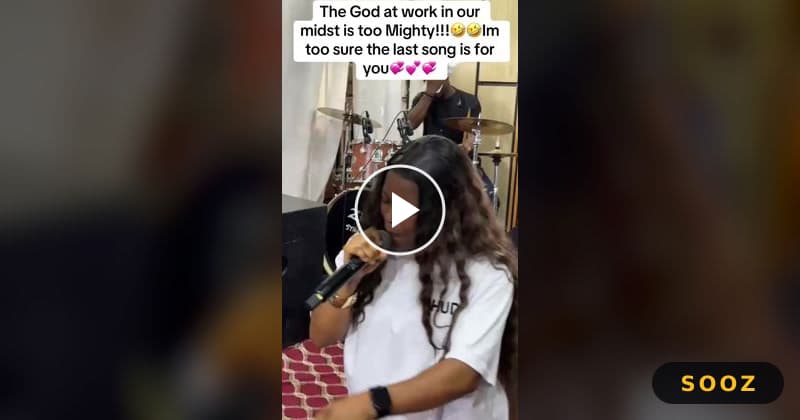 The God at work in our
midst is too Mighty!!!🤣🤣Im
too sure the last song is for
you💞💕💞
HUD
SOOZ